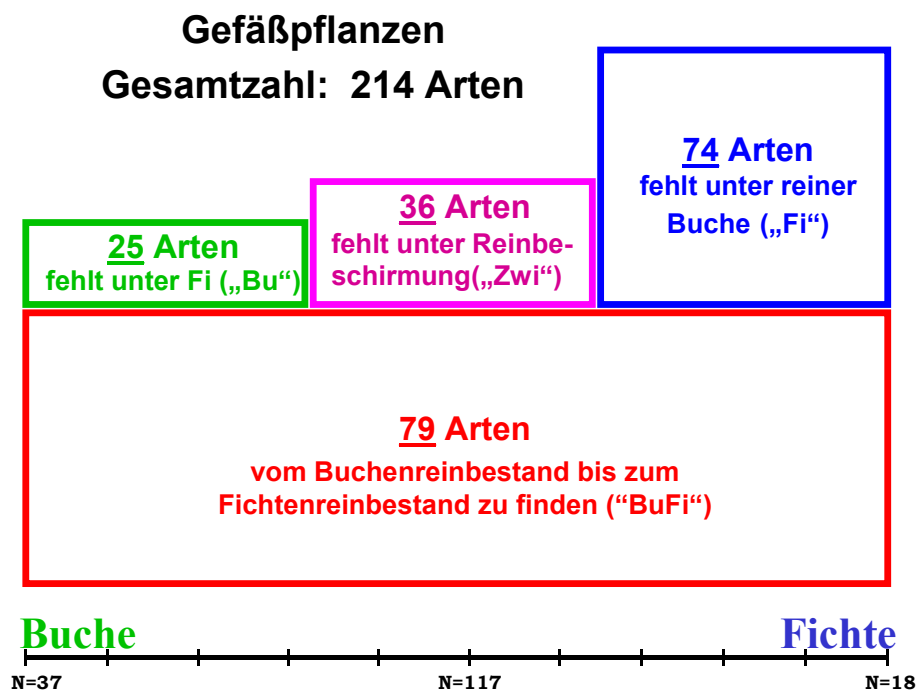 Gefäßpflanzen
Gesamtzahl: 214 Arten
74 Arten
fehlt unter reiner
Buche („Fi“)
36 Arten
fehlt unter Reinbe-
schirmung(„Zwi“)
25 Arten
fehlt unter Fi („Bu“)
79 Arten
vom Buchenreinbestand bis zum
Fichtenreinbestand zu finden (“BuFi“)
Buche
Fichte
N=37
N=117
N=18